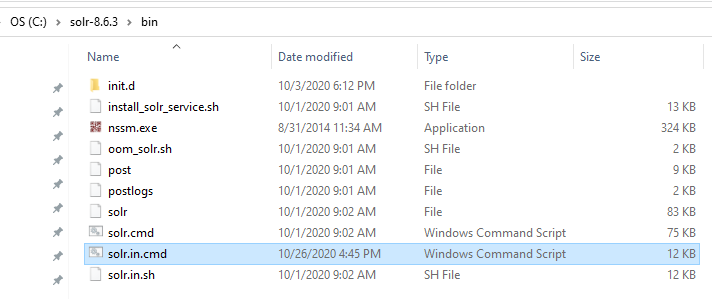 OS (C:) › solr-8.6.3 › bin
Name Date modified Type Size
init.d 10/3/2020 6:12 PM File folder
install_solr_service.sh 10/1/2020 9:01 AM SH File 13 KB
nssm.exe 8/31/2014 11:34 AM Application 324 KB
oom_solr.sh 10/1/2020 9:01 AM SH File 2 KB
post 10/1/2020 9:01 AM File 9 KB
postlogs 10/1/2020 9:01 AM File 2 KB
solr 10/1/2020 9:02 AM File 83 KB
solr.cmd 10/1/2020 9:02 AM Windows Command Script 75 KB
solr.in.cmd 10/26/2020 4:45 PM Windows Command Script 12 KB
solr.in.sh 10/1/2020 9:02 AM SH File 12 KB